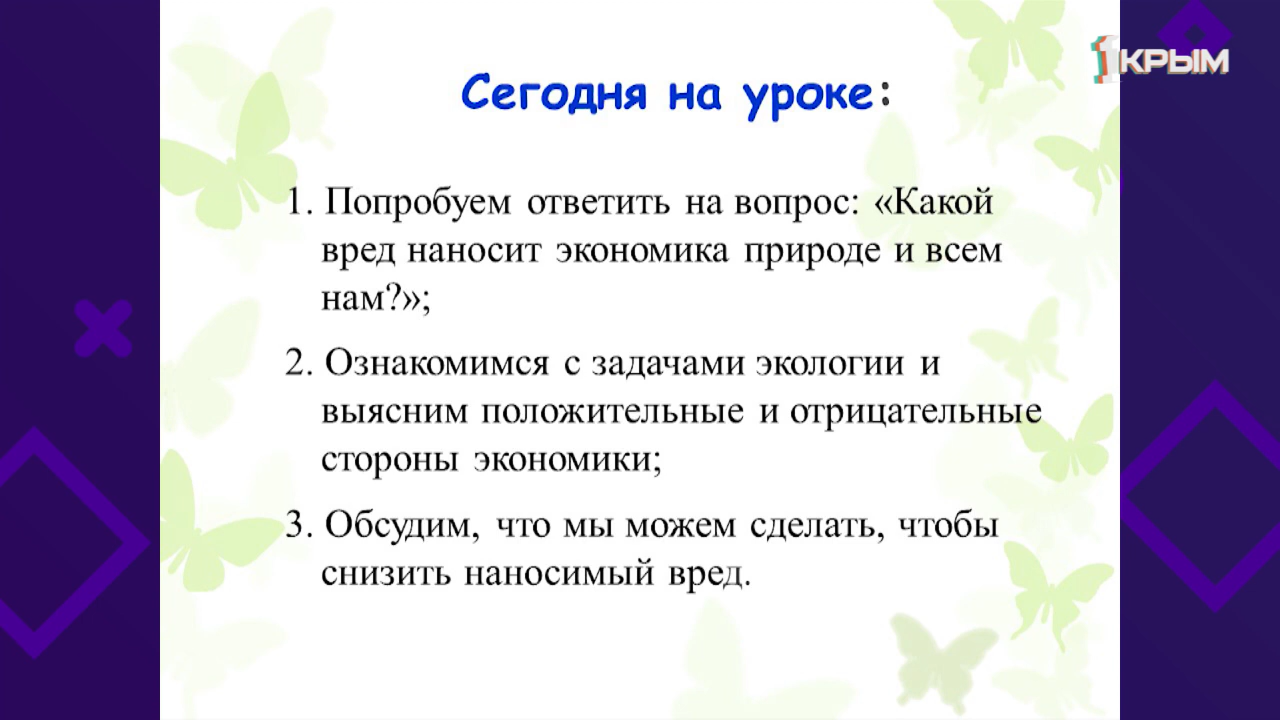 1КРЫМ
Сегодня на уроке:
1. Попробуем ответить на вопрос: «Какой
вред наносит экономика природе и всем
нам?»;
2. Ознакомимся с задачами экологии и
выясним положительные и отрицательные
стороны экономики;
3. Обсудим, что мы можем сделать, чтобы
снизить наносимый вред.